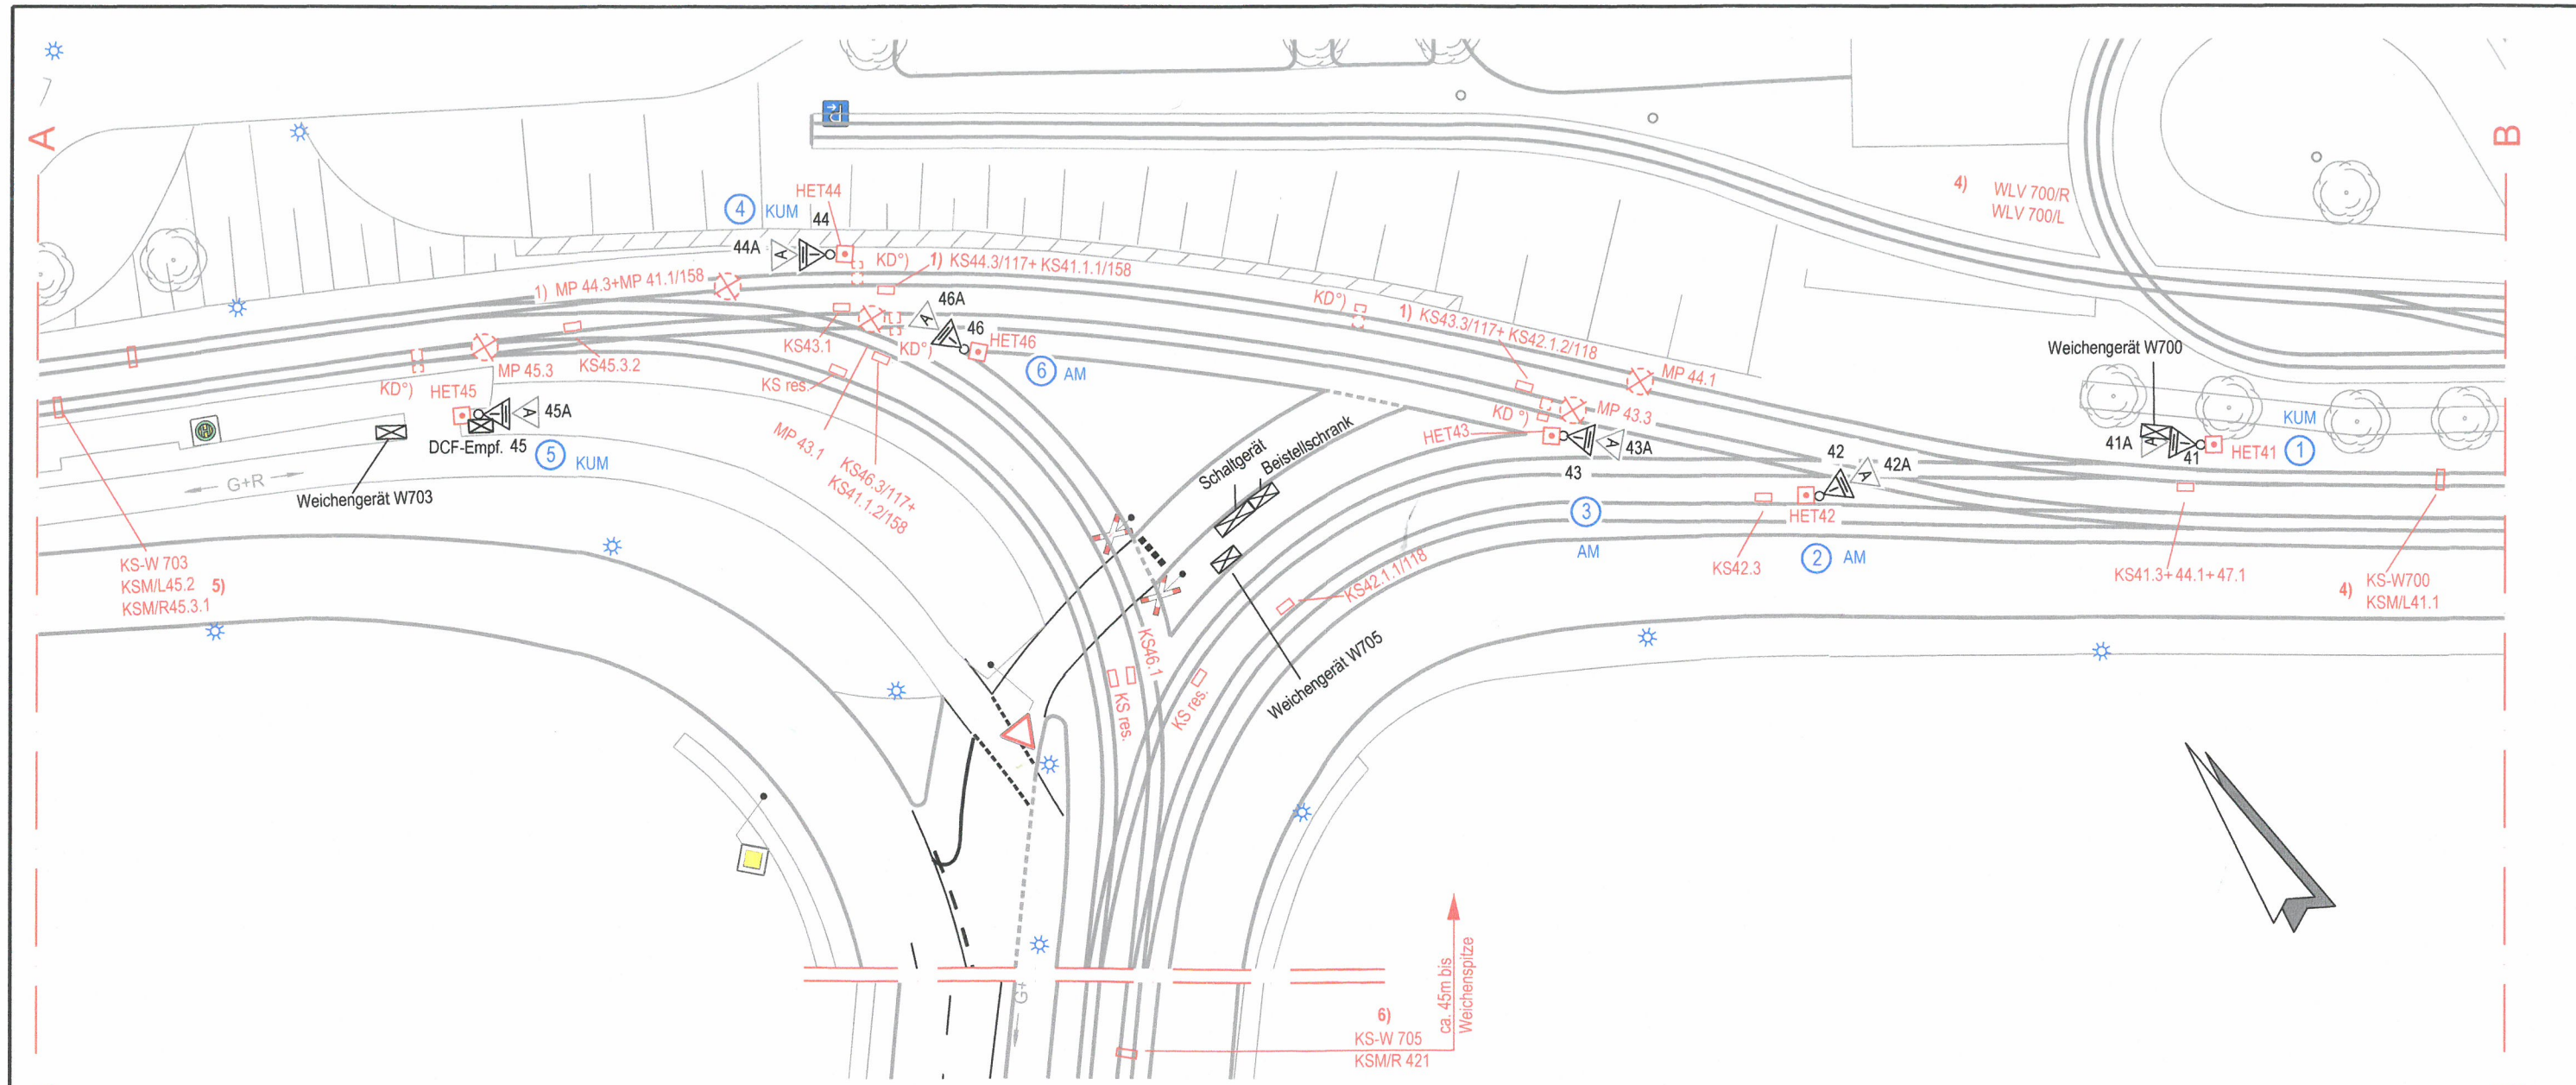 A
B
4) WLV 700/R
WLV 700/L
HET44
4 KUM
44
44A
A
KD°)
1) KS44.3/117+ KS41.1.1/158
1) MP 44.3+MP 41.1/158
46A
A
46
HET46
KS43.1
KD°)
6 AM
KD°)
1) KS43.3/117+ KS42.1.2/118
MP 44.1
Weichengerät W700
MP 45.3
KS45.3.2
KS res.
KD°)
HET45
A
45A
DCF-Empf. 45
5 KUM
MP 43.1
KS46.3/117+
KS41.1.2/158
KD °)
MP 43.3
HET43
A
43A
43
42
A
42A
KUM
41A
A
41
HET41
1
G+R
Weichengerät W703
Schaltgerät
Beistellschrank
3
AM
HET42
KS42.3
2 AM
KS41.3+44.1+47.1
4) KS-W700
KSM/L41.1
KS-W 703
KSM/L45.2 5)
KSM/R45.3.1
KS42.1.1/118
KS46.1
KS res.
KS res.
Weichengerät W705
G+
ca. 45m bis
Weichenspitze
6)
KS-W 705
KSM/R 421
P
H